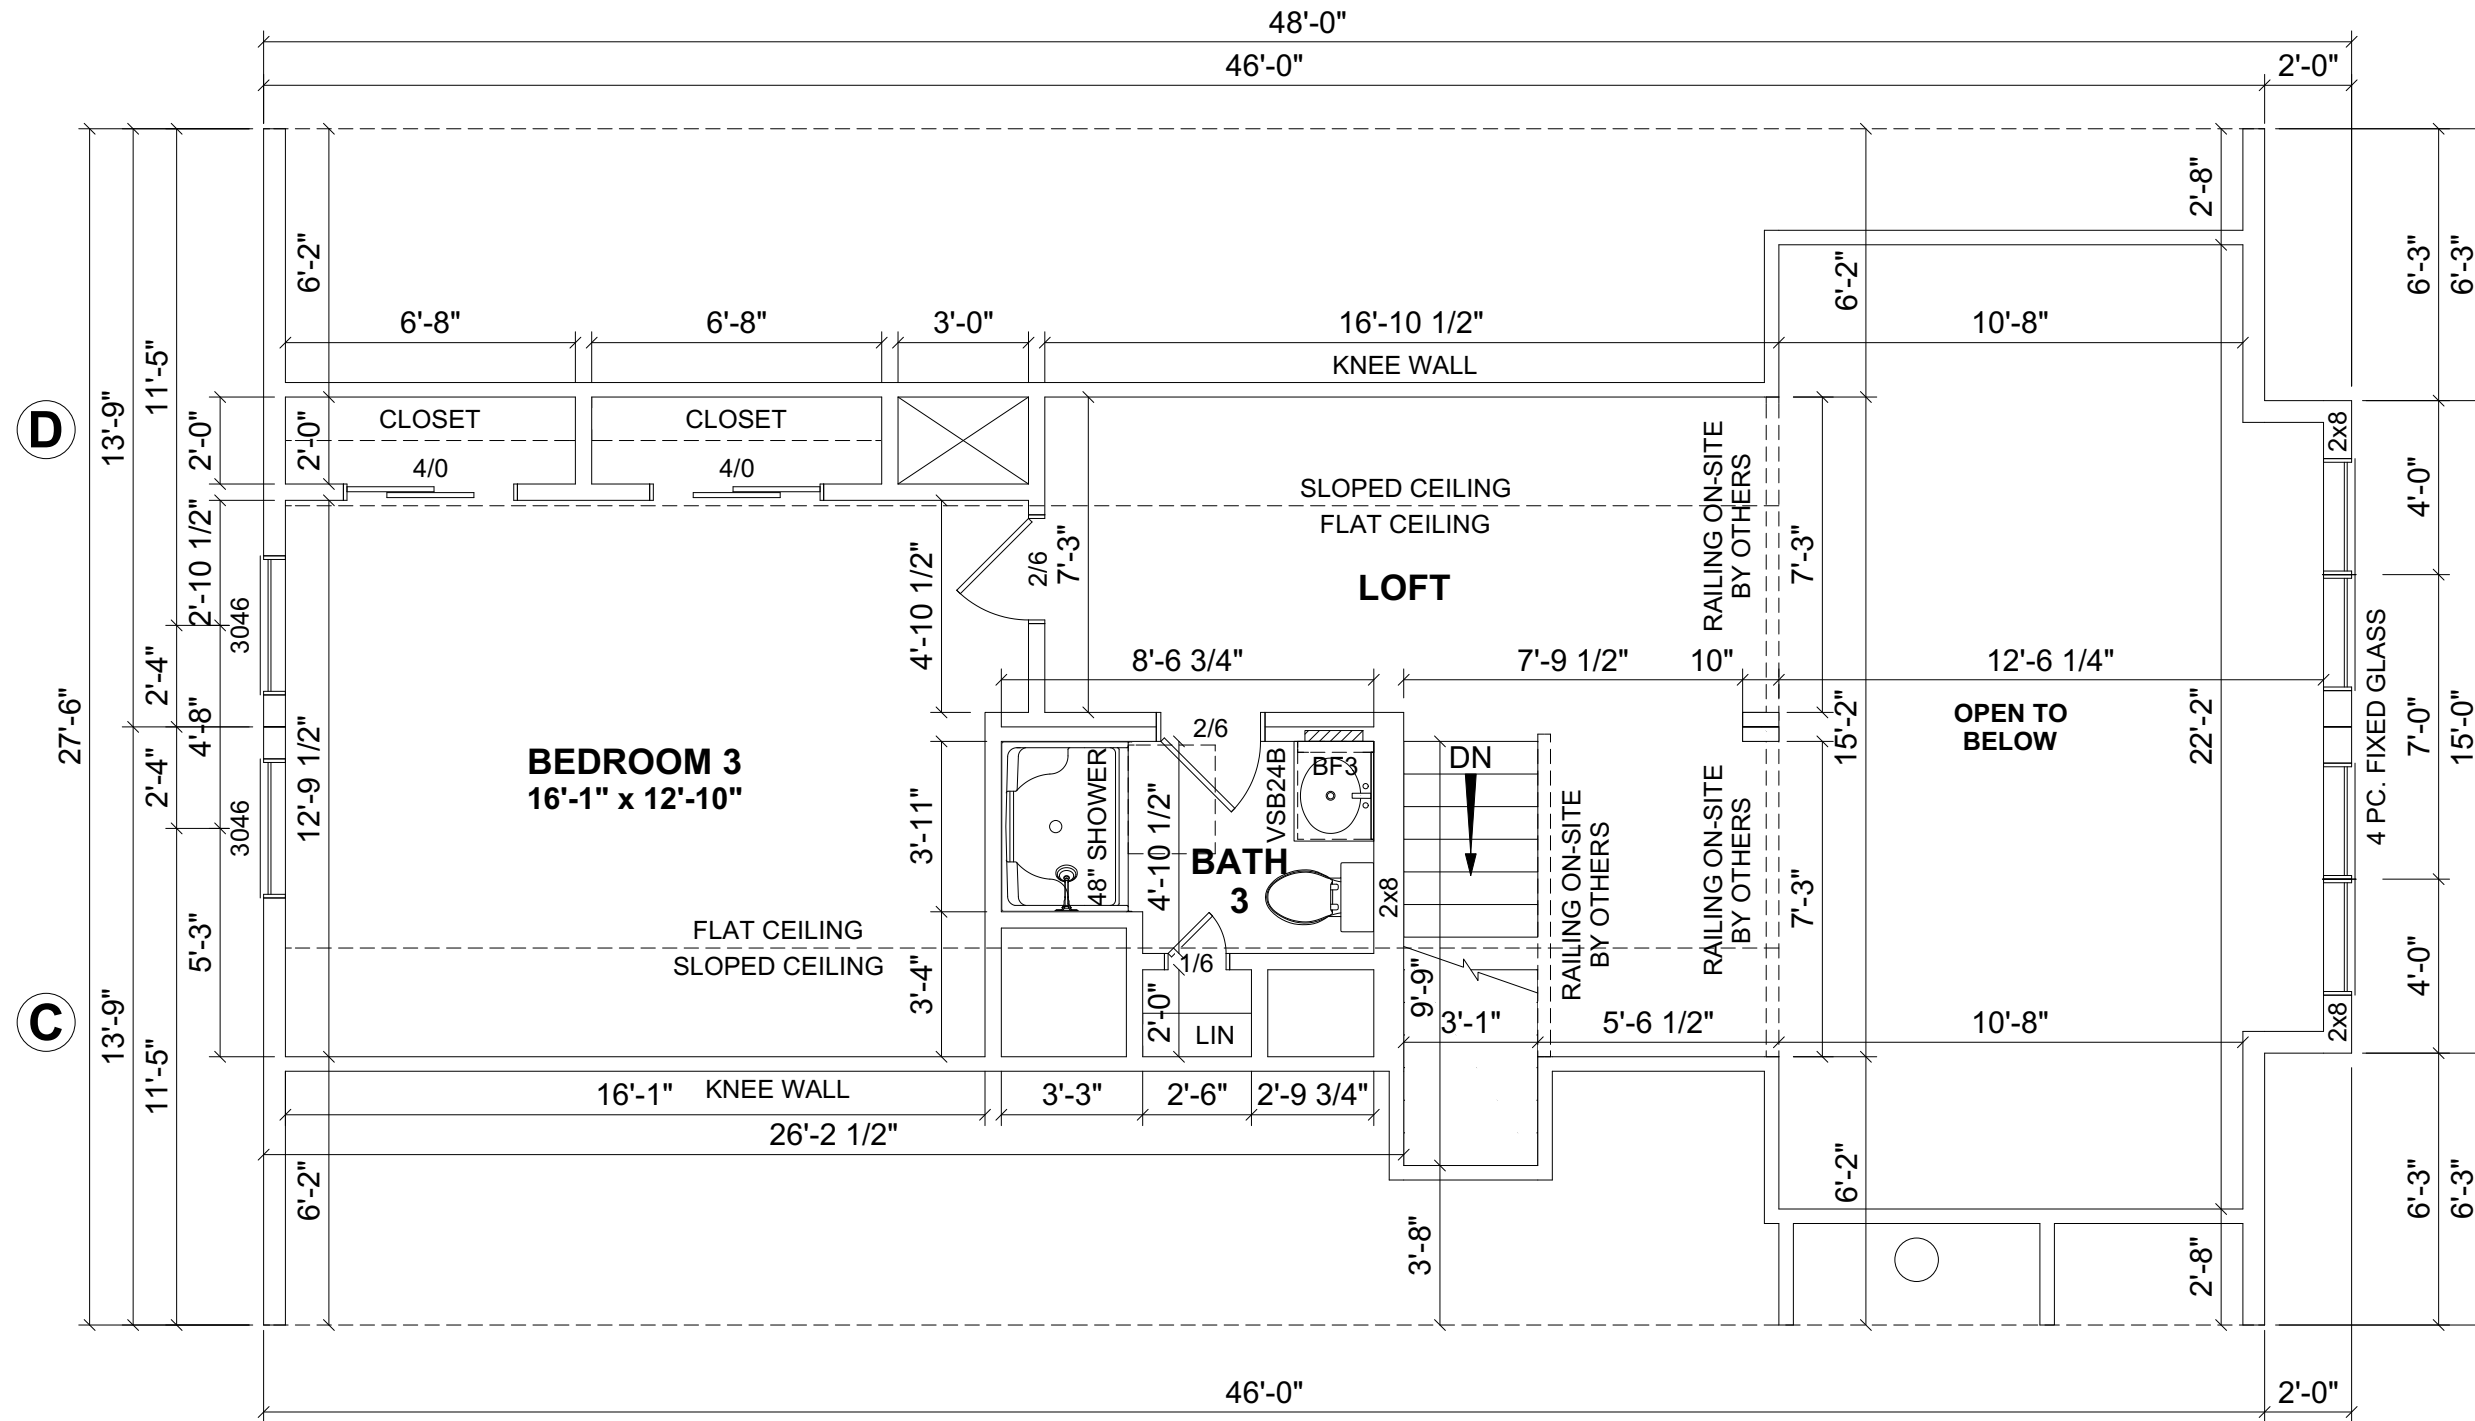 48'-0"
46'-0"
2'-0"
6'-2"
6'-2"
2'-8"
6'-3"
6'-3"
6'-8"
6'-8"
3'-0"
16'-10 1/2"
10'-8"
KNEE WALL
D
27'-6"
13'-9"
11'-5"
2'-0"
2'-0"
CLOSET
CLOSET
4/0
4/0
2x8
RAILING ON-SITE
BY OTHERS
SLOPED CEILING
FLAT CEILING
4'-0"
2'-10 1/2"
3046
4'-10 1/2"
2/6
7'-3"
LOFT
7'-3"
2'-4"
4'-8"
2'-4"
8'-6 3/4"
7'-9 1/2"
10"
12'-6 1/4"
4 PC. FIXED GLASS
7'-0"
15'-0"
12'-9 1/2"
BEDROOM 3
16'-1" x 12'-10"
3046
3'-11"
48" SHOWER
4'-10 1/2"
2/6
VSB24B
BF3
BATH
3
2x8
DN
RAILING ON-SITE
BY OTHERS
RAILING ON-SITE
BY OTHERS
15'-2"
OPEN TO
BELOW
22'-2"
7'-3"
5'-3"
FLAT CEILING
SLOPED CEILING
3'-4"
1/6
2'-0"
LIN
9'-9"
3'-1"
5'-6 1/2"
10'-8"
4'-0"
2x8
C
13'-9"
11'-5"
16'-1"
KNEE WALL
3'-3"
2'-6"
2'-9 3/4"
26'-2 1/2"
6'-2"
3'-8"
6'-2"
2'-8"
6'-3"
6'-3"
46'-0"
2'-0"